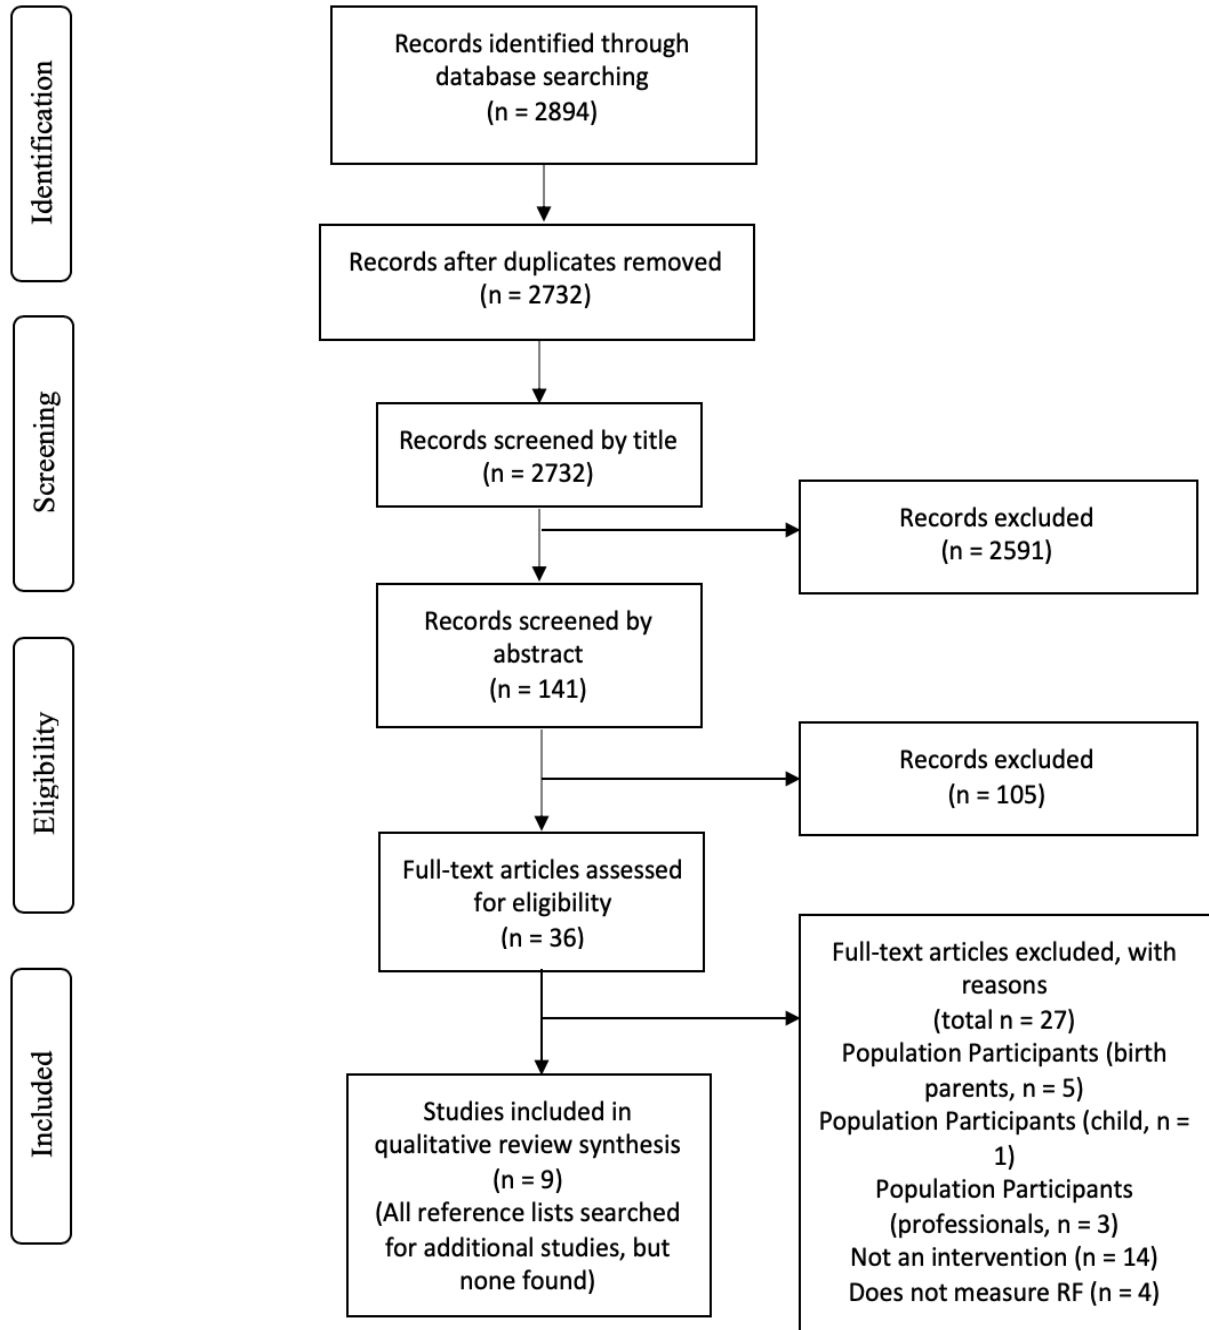 Identification
Records identified through
database searching
(n = 2894)
Records after duplicates removed
(n = 2732)
Screening
Records screened by title
(n = 2732)
Records excluded
(n = 2591)
Records screened by
abstract
(n = 141)
Eligibility
Records excluded
(n = 105)
Full-text articles assessed
for eligibility
(n = 36)
Full-text articles excluded, with
reasons
(total n = 27)
Population Participants (birth
parents, n = 5)
Population Participants (child, n =
1)
Population Participants
(professionals, n = 3)
Not an intervention (n = 14)
Does not measure RF (n = 4)
Included
Studies included in
qualitative review synthesis
(n = 9)
(All reference lists searched
for additional studies, but
none found)